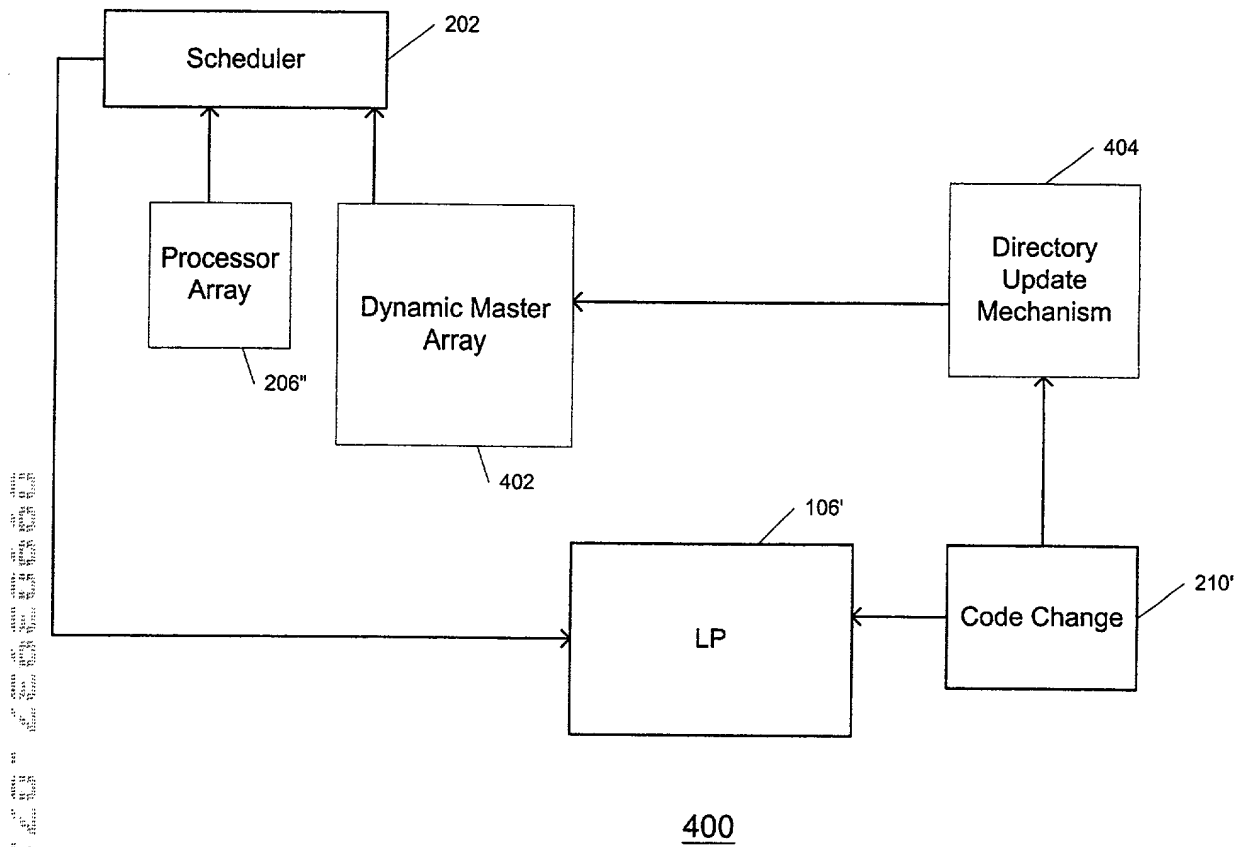 202
Scheduler
404
Processor
Array
Dynamic Master
Array
Directory
Update
Mechanism
206"
402
106'
210'
LP
Code Change
400